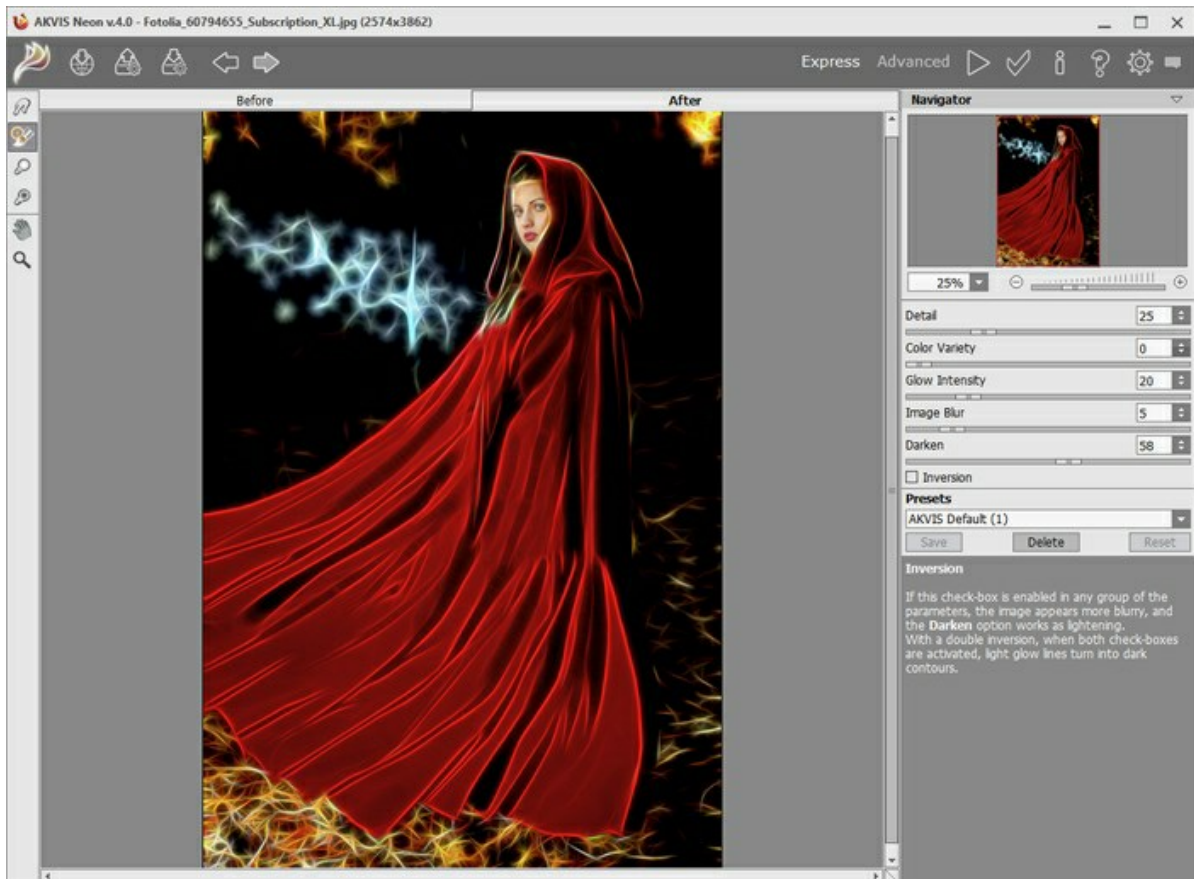 AKVIS Neon v.4.0 - Fotolia_60794655_Subscription_XL.jpg (2574x3862)
Express Advanced
Before After
Navigator
25%
Detail 25
Color Variety 0
Glow Intensity 20
Image Blur 5
Darken 58
Inversion
Presets
AKVIS Default (1)
Save Delete Reset
Inversion
If this check-box is enabled in any group of the
parameters, the image appears more blurry, and
the Darken option works as lightening.
With a double inversion, when both check-boxes
are activated, light glow lines turn into dark
contours.